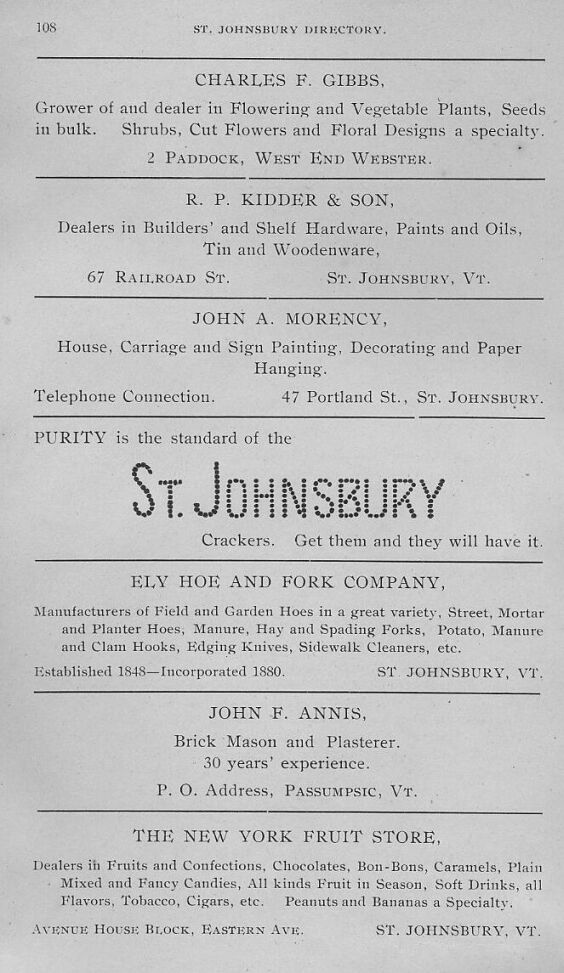 108
ST. JOHNSBURY DIRECTORY.
CHARLES F. GIBBS,
Grower of and dealer in Flowering and Vegetable Plants, Seeds
in bulk. Shrubs, Cut Flowers and Floral Designs a specialty.
2 PADDOCK, WEST END WEBSTER.
R. P. KIDDER & SON,
Dealers in Builders' and Shelf Hardware, Paints and Oils,
Tin and Woodenware,
67 RAILROAD ST. ST. JOHNSBURY, VT.
JOHN A. MORENCY,
House, Carriage and Sign Painting, Decorating and Paper
Hanging.
Telephone Connection. 47 Portland St., ST. JOHNSBURY.
PURITY is the standard of the
ST. JOHNSBURY
Crackers. Get them and they will have it.
ELY HOE AND FORK COMPANY,
Manufacturers of Field and Garden Hoes in a great variety, Street, Mortar
and Planter Hoes, Manure, Hay and Spading Forks, Potato, Manure
and Clam Hooks, Edging Knives, Sidewalk Cleaners, etc.
Established 1848—Incorporated 1880. ST. JOHNSBURY, VT.
JOHN F. ANNIS,
Brick Mason and Plasterer.
30 years' experience.
P. O. Address, PASSUMPSIC, VT.
THE NEW YORK FRUIT STORE,
Dealers in Fruits and Confections, Chocolates, Bon-Bons, Caramels, Plain
Mixed and Fancy Candies, All kinds Fruit in Season, Soft Drinks, all
Flavors, Tobacco, Cigars, etc. Peanuts and Bananas a Specialty.
AVENUE HOUSE BLOCK, EASTERN AVE. ST. JOHNSBURY, VT.